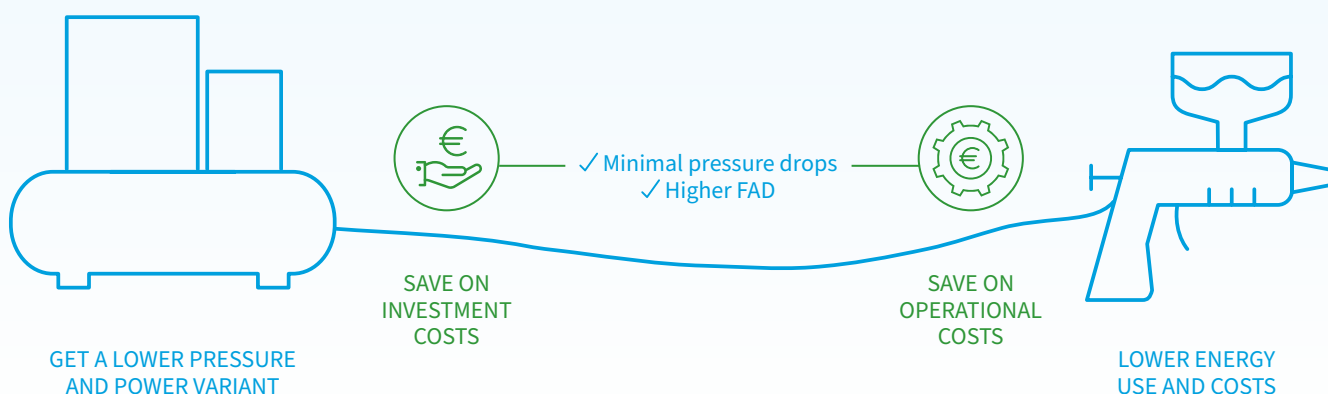 €
€
✓ Minimal pressure drops
✓ Higher FAD
SAVE ON
INVESTMENT
COSTS
SAVE ON
OPERATIONAL
COSTS
GET A LOWER PRESSURE
AND POWER VARIANT
LOWER ENERGY
USE AND COSTS